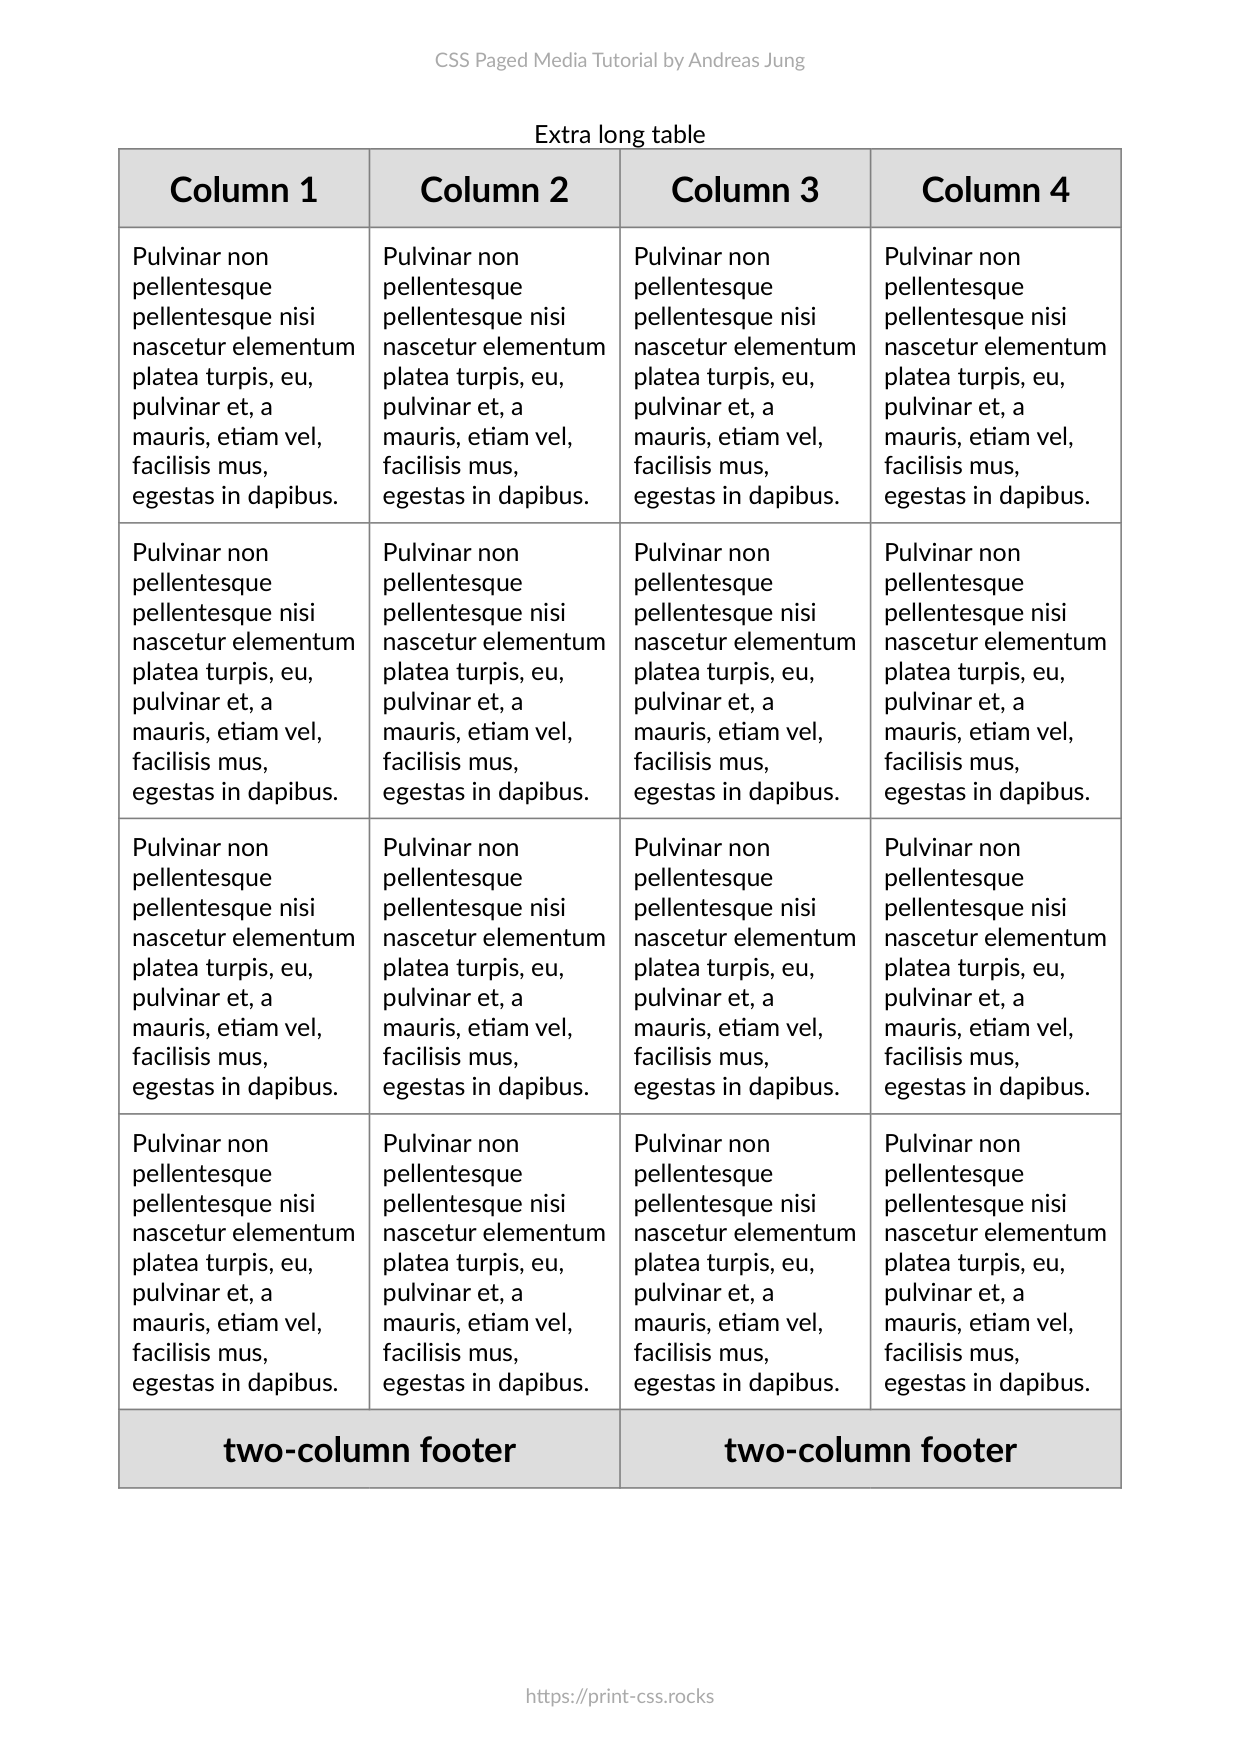 CSS Paged Media Tutorial by Andreas Jung
Extra long table
Column 1 Column 2 Column 3 Column 4
Pulvinar non Pulvinar non Pulvinar non Pulvinar non
pellentesque pellentesque pellentesque pellentesque
pellentesque nisi pellentesque nisi pellentesque nisi pellentesque nisi
nascetur elementum nascetur elementum nascetur elementum nascetur elementum
platea turpis, eu, platea turpis, eu, platea turpis, eu, platea turpis, eu,
pulvinar et, a pulvinar et, a pulvinar et, a pulvinar et, a
mauris, etiam vel, mauris, etiam vel, mauris, etiam vel, mauris, etiam vel,
facilisis mus, facilisis mus, facilisis mus, facilisis mus,
egestas in dapibus. egestas in dapibus. egestas in dapibus. egestas in dapibus.
Pulvinar non Pulvinar non Pulvinar non Pulvinar non
pellentesque pellentesque pellentesque pellentesque
pellentesque nisi pellentesque nisi pellentesque nisi pellentesque nisi
nascetur elementum nascetur elementum nascetur elementum nascetur elementum
platea turpis, eu, platea turpis, eu, platea turpis, eu, platea turpis, eu,
pulvinar et, a pulvinar et, a pulvinar et, a pulvinar et, a
mauris, etiam vel, mauris, etiam vel, mauris, etiam vel, mauris, etiam vel,
facilisis mus, facilisis mus, facilisis mus, facilisis mus,
egestas in dapibus. egestas in dapibus. egestas in dapibus. egestas in dapibus.
Pulvinar non Pulvinar non Pulvinar non Pulvinar non
pellentesque pellentesque pellentesque pellentesque
pellentesque nisi pellentesque nisi pellentesque nisi pellentesque nisi
nascetur elementum nascetur elementum nascetur elementum nascetur elementum
platea turpis, eu, platea turpis, eu, platea turpis, eu, platea turpis, eu,
pulvinar et, a pulvinar et, a pulvinar et, a pulvinar et, a
mauris, etiam vel, mauris, etiam vel, mauris, etiam vel, mauris, etiam vel,
facilisis mus, facilisis mus, facilisis mus, facilisis mus,
egestas in dapibus. egestas in dapibus. egestas in dapibus. egestas in dapibus.
Pulvinar non Pulvinar non Pulvinar non Pulvinar non
pellentesque pellentesque pellentesque pellentesque
pellentesque nisi pellentesque nisi pellentesque nisi pellentesque nisi
nascetur elementum nascetur elementum nascetur elementum nascetur elementum
platea turpis, eu, platea turpis, eu, platea turpis, eu, platea turpis, eu,
pulvinar et, a pulvinar et, a pulvinar et, a pulvinar et, a
mauris, etiam vel, mauris, etiam vel, mauris, etiam vel, mauris, etiam vel,
facilisis mus, facilisis mus, facilisis mus, facilisis mus,
egestas in dapibus. egestas in dapibus. egestas in dapibus. egestas in dapibus.
two-column footer two-column footer
https://print-css.rocks